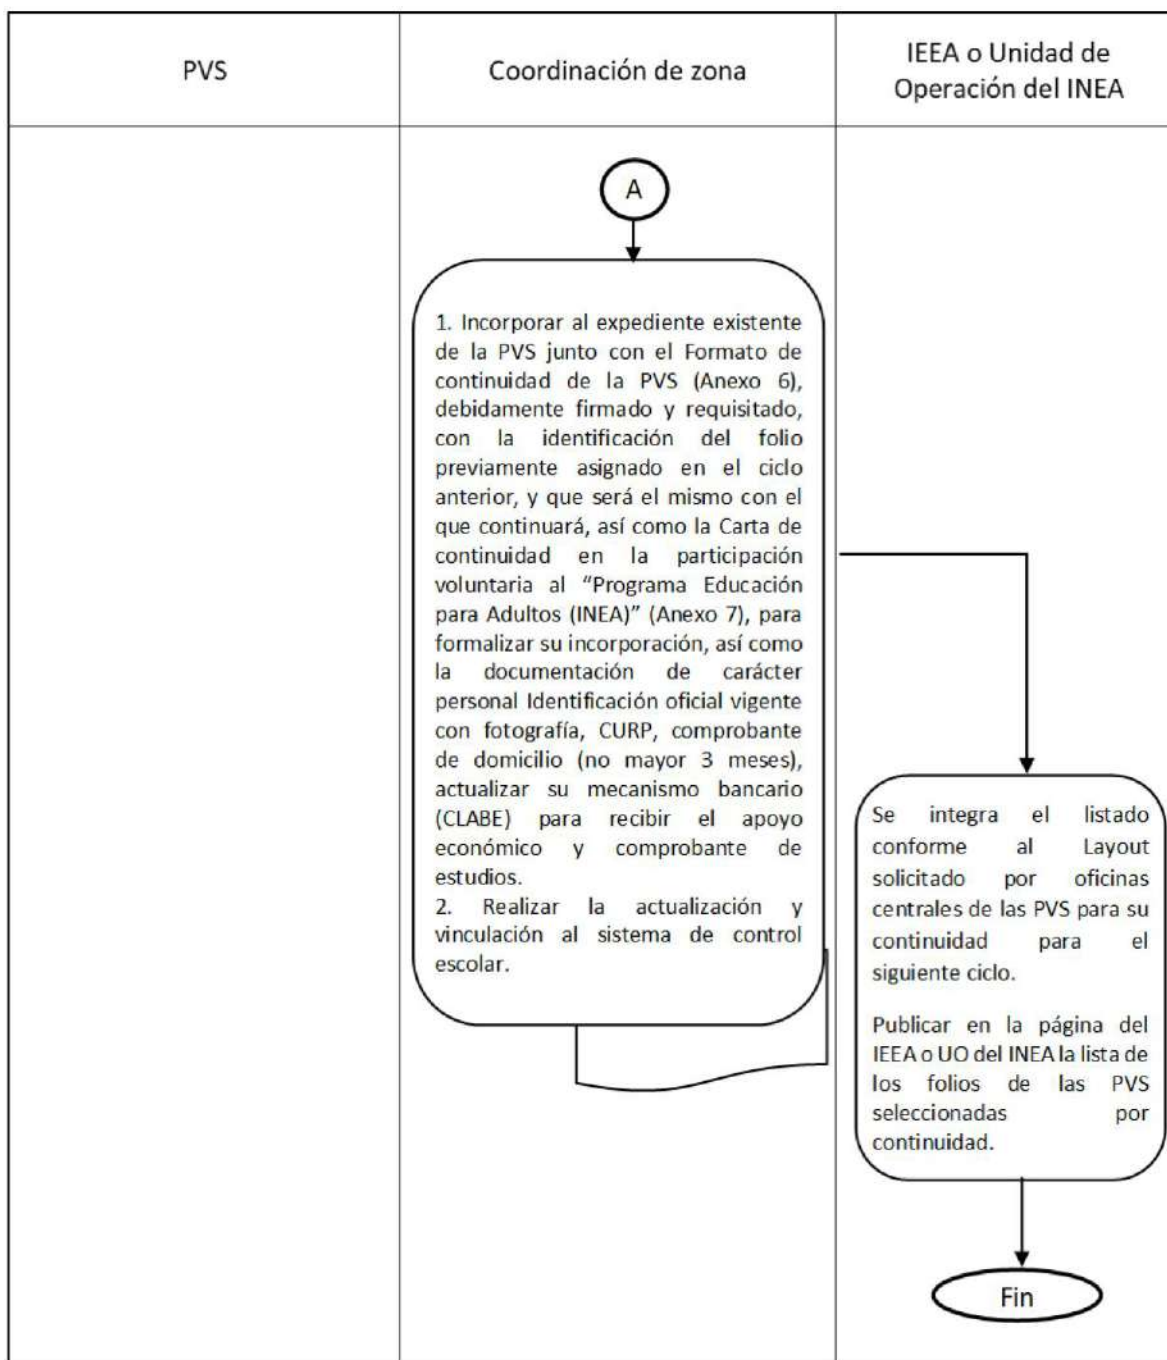 PVS
Coordinación de zona
IEEA o Unidad de
Operación del INEA
A
1. Incorporar al expediente existente
de la PVS junto con el Formato de
continuidad de la PVS (Anexo 6),
debidamente firmado y requisitado,
con la identificación del folio
previamente asignado en el ciclo
anterior, y que será el mismo con el
que continuará, así como la Carta de
continuidad en la participación
voluntaria al “Programa Educación
para Adultos (INEA)” (Anexo 7), para
formalizar su incorporación, así como
la documentación de carácter
personal Identificación oficial vigente
con fotografía, CURP, comprobante
de domicilio (no mayor 3 meses),
actualizar su mecanismo bancario
(CLABE) para recibir el apoyo
económico y comprobante de
estudios.
2. Realizar la actualización y
vinculación al sistema de control
escolar.
Se integra el listado
conforme al Layout
solicitado por oficinas
centrales de las PVS para su
continuidad para el
siguiente ciclo.
Publicar en la página del
IEEA o UO del INEA la lista de
los folios de las PVS
seleccionadas por
continuidad.
Fin